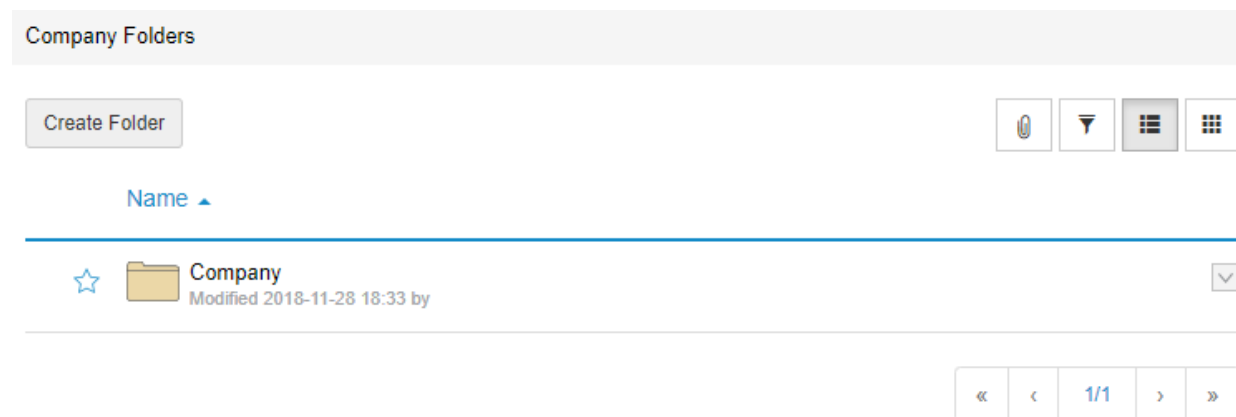 Company Folders
Create Folder
Name
Company
Modified 2018-11-28 18:33 by
« ‹ 1/1 › »